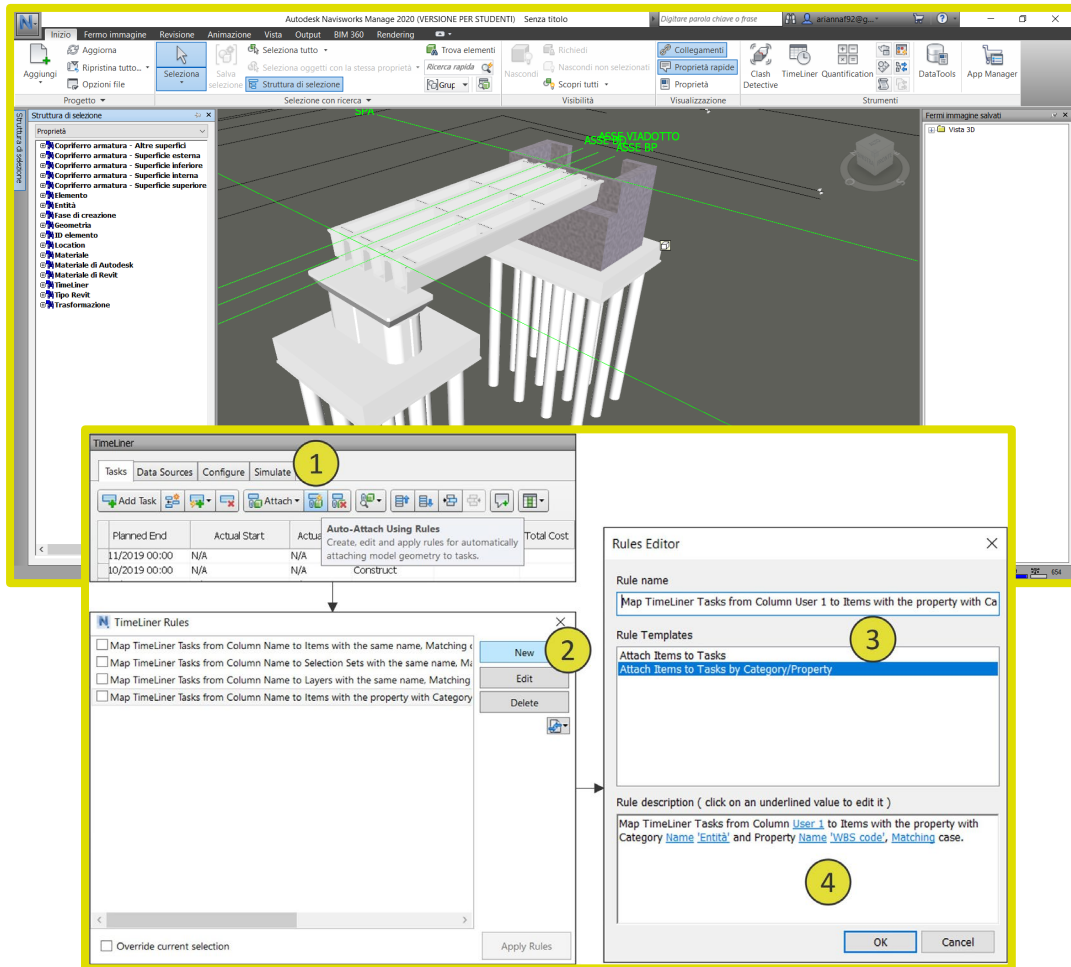 Autodesk Navisworks Manage 2020 (VERSIONE PER STUDENTI) Senza titolo
Digitare parola chiave o frase
ariannaf92@g...
Inizio Fermo immagine Revisione Animazione Vista Output BIM 360 Rendering
Aggiungi
Aggiorna
Ripristina tutto...
Opzioni file
Progetto
Seleziona
Salva selezione
Seleziona tutto
Seleziona oggetti con la stessa proprietà
Struttura di selezione
Trova elementi
Ricerca rapida
Selezione con ricerca
Nascondi
Richiedi
Nascondi non selezionati
Scopri tutti
Visibilità
Collegamenti
Proprietà rapide
Proprietà
Visualizzazione
Clash Detective
TimeLiner
Quantification
DataTools
App Manager
Strumenti
Struttura di selezione
Struttura di selezione
Proprietà
Copriferro armatura - Altre superfici
Copriferro armatura - Superficie esterna
Copriferro armatura - Superficie inferiore
Copriferro armatura - Superficie interna
Copriferro armatura - Superficie superiore
Elemento
Entità
Fase di creazione
Geometria
ID elemento
Location
Materiale
Materiale di Autodesk
Materiale di Revit
TimeLiner
Tipo Revit
Trasformazione
SPA
ASSE VIADOTTO
ASSE BP
Fermi immagine salvati
Vista 3D
654
TimeLiner
1
Tasks Data Sources Configure Simulate
Add Task
Attach
Planned End Actual Start Actua Total Cost
Auto-Attach Using Rules
Create, edit and apply rules for automatically
attaching model geometry to tasks.
11/2019 00:00 N/A N/A
10/2019 00:00 N/A N/A Construct
TimeLiner Rules
Map TimeLiner Tasks from Column Name to Items with the same name, Matching
Map TimeLiner Tasks from Column Name to Selection Sets with the same name, Ma
Map TimeLiner Tasks from Column Name to Layers with the same name, Matching
Map TimeLiner Tasks from Column Name to Items with the property with Category
New
2
Edit
Delete
Override current selection
Apply Rules
Rules Editor
Rule name
Map TimeLiner Tasks from Column User 1 to Items with the property with Ca
Rule Templates
3
Attach Items to Tasks
Attach Items to Tasks by Category/Property
Rule description ( click on an underlined value to edit it )
Map TimeLiner Tasks from Column User 1 to Items with the property with
Category Name 'Entità' and Property Name 'WBS code', Matching case.
4
OK Cancel